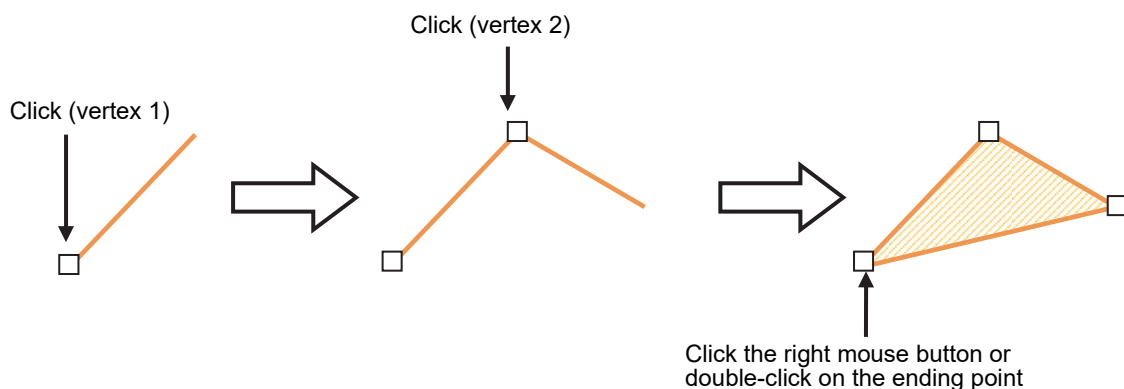 Click (vertex 1)
Click (vertex 2)
Click the right mouse button or
double-click on the ending point